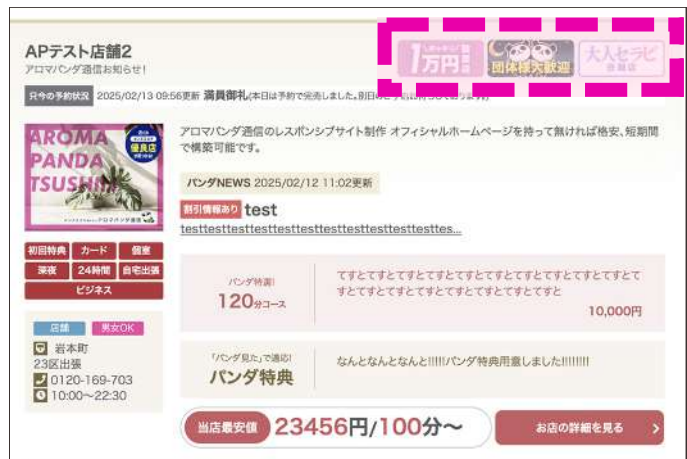 APテスト店舗2
アロマパンダ通信お知らせ!
1万円
団体様大歓迎
大人セラピ
只今の予約状況 2025/02/13 09:56更新 満員御礼(本日は予約で完売しました。別日の
AROMA
PANDA
TSUSHIN
優良店
アロマパンダ通信のレスポンシブサイト制作 オフィシャルホームページを持って無ければ格安、短期間
で構築可能です。
パンダNEWS 2025/02/12 11:02更新
割引情報あり test
testtesttesttesttesttesttesttesttesttesttesttes...
初回特典 カード 個室
深夜 24時間 自宅出張
ビジネス
パンダ特選!
120分コース
てすとてすとてすとてすとてすとてすとてすとてすとてすとてすと
すとてすとてすとてすとてすとてすとてすと
10,000円
店舗 男女OK
岩本町
23区出張
0120-169-703
10:00～22:30
「パンダ見た」で適応!
パンダ特典
なんとなんとなんと!!!!!パンダ特典用意しました!!!!!!!!
当店最安値 23456円/100分～
お店の詳細を見る